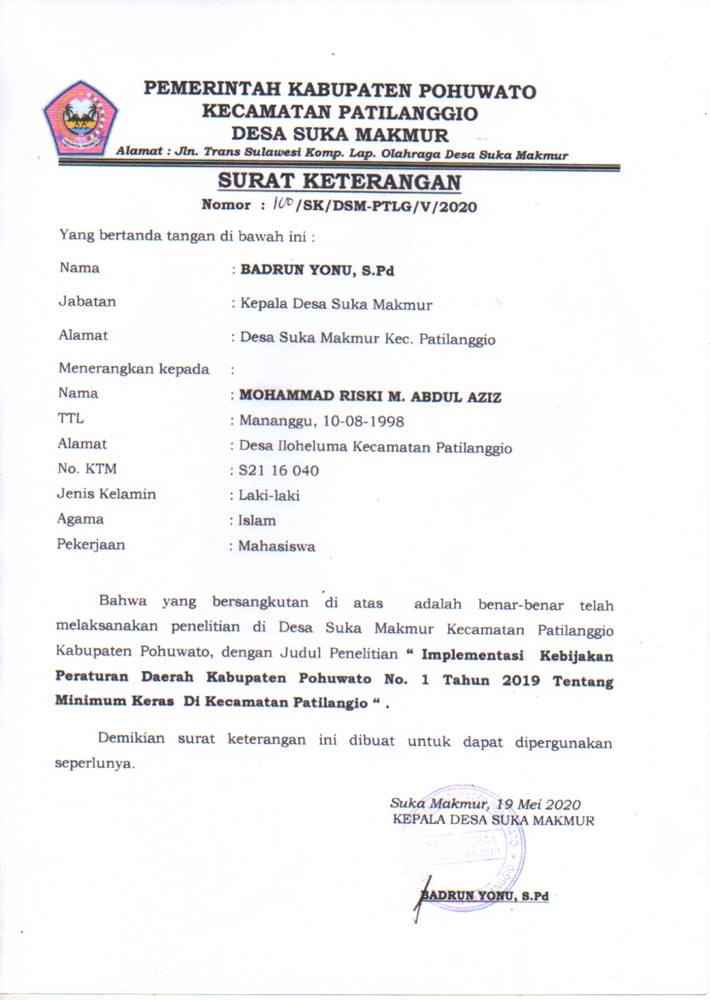 PEMERINTAH KABUPATEN POHUWATO
KECAMATAN PATILANGGIO
DESA SUKA MAKMUR
Alamat : Jln. Trans Sulawesi Komp. Lap. Olahraga Desa Suka Makmur
KABUPATEN POHUWATO
SURAT KETERANGAN
Nomor : 100/SK/DSM-PTLG/V/2020
Yang bertanda tangan di bawah ini :
Nama : BADRUN YONU, S.Pd
Jabatan : Kepala Desa Suka Makmur
Alamat : Desa Suka Makmur Kec. Patilanggio
Menerangkan kepada :
Nama : MOHAMMAD RISKI M. ABDUL AZIZ
TTL : Mananggu, 10-08-1998
Alamat : Desa Iloheluma Kecamatan Patilanggio
No. KTM : S21 16 040
Jenis Kelamin : Laki-laki
Agama : Islam
Pekerjaan : Mahasiswa
Bahwa yang bersangkutan di atas adalah benar-benar telah
melaksanakan penelitian di Desa Suka Makmur Kecamatan Patilanggio
Kabupaten Pohuwato, dengan Judul Penelitian “ Implementasi Kebijakan
Peraturan Daerah Kabupaten Pohuwato No. 1 Tahun 2019 Tentang
Minimum Keras Di Kecamatan Patilangio “ .
Demikian surat keterangan ini dibuat untuk dapat dipergunakan
seperlunya.
Suka Makmur, 19 Mei 2020
KEPALA DESA SUKA MAKMUR
KABUPATEN POHUWATO
KEPALA DESA
SUKA MAKMUR
BADRUN YONU, S.Pd